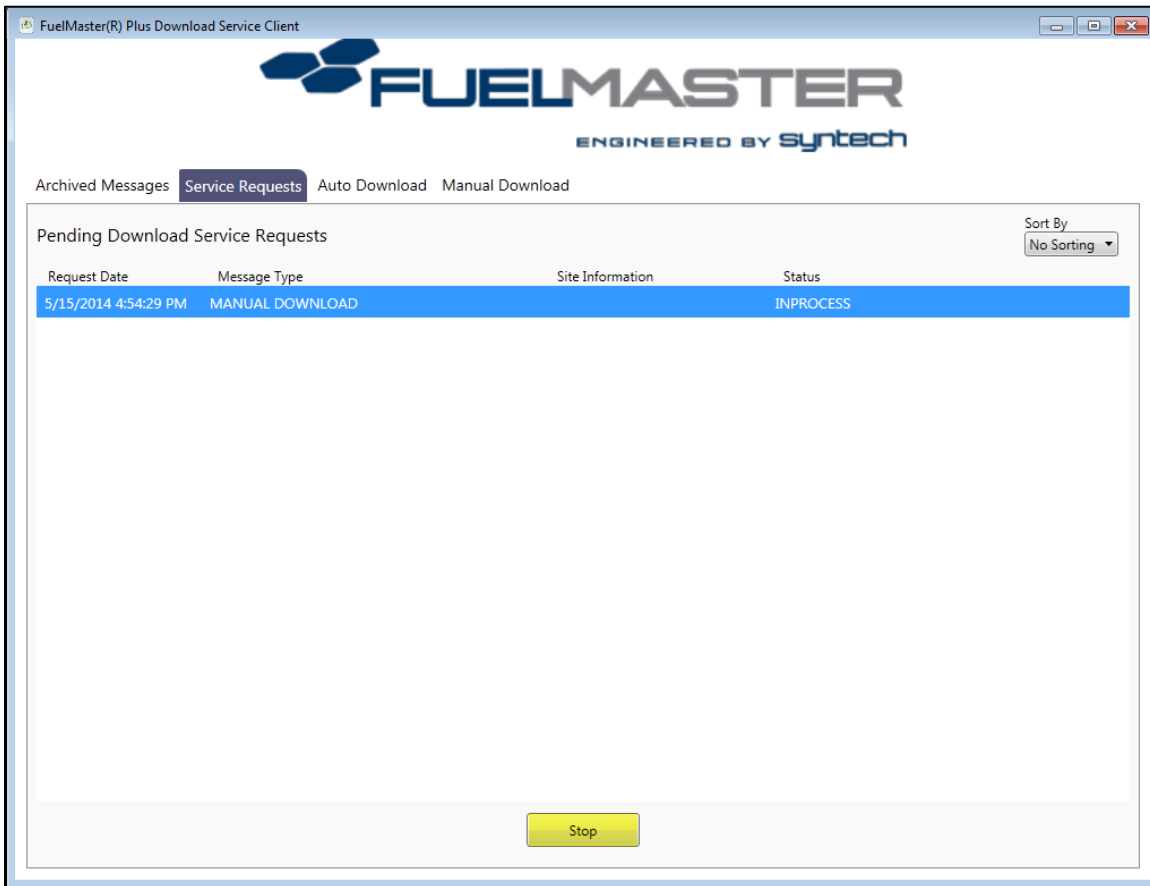 FuelMaster(R) Plus Download Service Client
FUELMASTER
ENGINEERED BY syntech
Archived Messages Service Requests Auto Download Manual Download
Pending Download Service Requests
Sort By
No Sorting
Request Date Message Type Site Information Status
5/15/2014 4:54:29 PM MANUAL DOWNLOAD INPROCESS
Stop